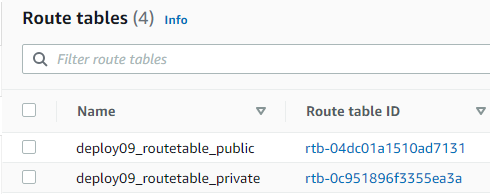 Route tables (4) Info
Filter route tables
Name Route table ID
deploy09_routetable_public rtb-04dc01a1510ad7131
deploy09_routetable_private rtb-0c951896f3355ea3a